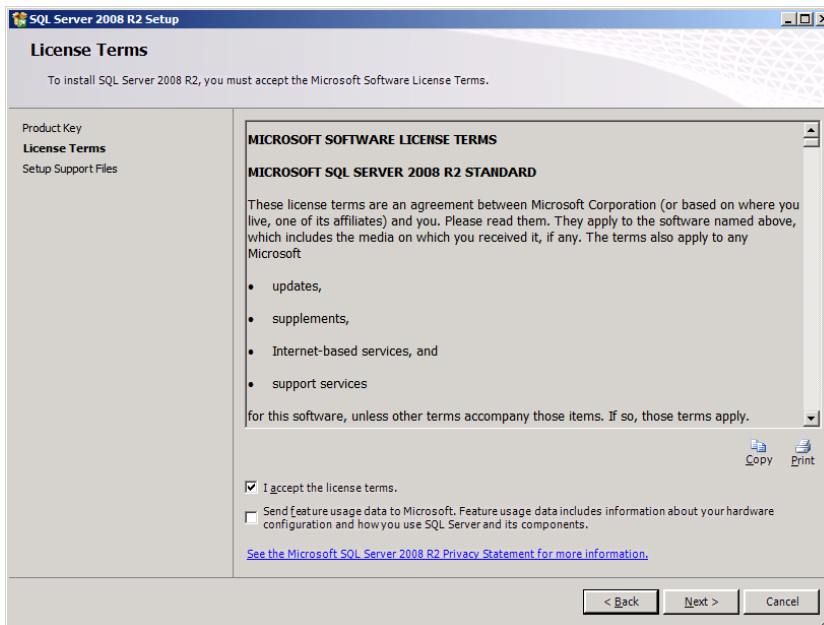 SQL Server 2008 R2 Setup
License Terms
To install SQL Server 2008 R2, you must accept the Microsoft Software License Terms.
Product Key
License Terms
Setup Support Files
MICROSOFT SOFTWARE LICENSE TERMS
MICROSOFT SQL SERVER 2008 R2 STANDARD
These license terms are an agreement between Microsoft Corporation (or based on where you
live, one of its affiliates) and you. Please read them. They apply to the software named above,
which includes the media on which you received it, if any. The terms also apply to any
Microsoft
• updates,
• supplements,
• Internet-based services, and
• support services
for this software, unless other terms accompany those items. If so, those terms apply.
Copy Print
I accept the license terms.
Send feature usage data to Microsoft. Feature usage data includes information about your hardware
configuration and how you use SQL Server and its components.
See the Microsoft SQL Server 2008 R2 Privacy Statement for more information.
< Back Next > Cancel